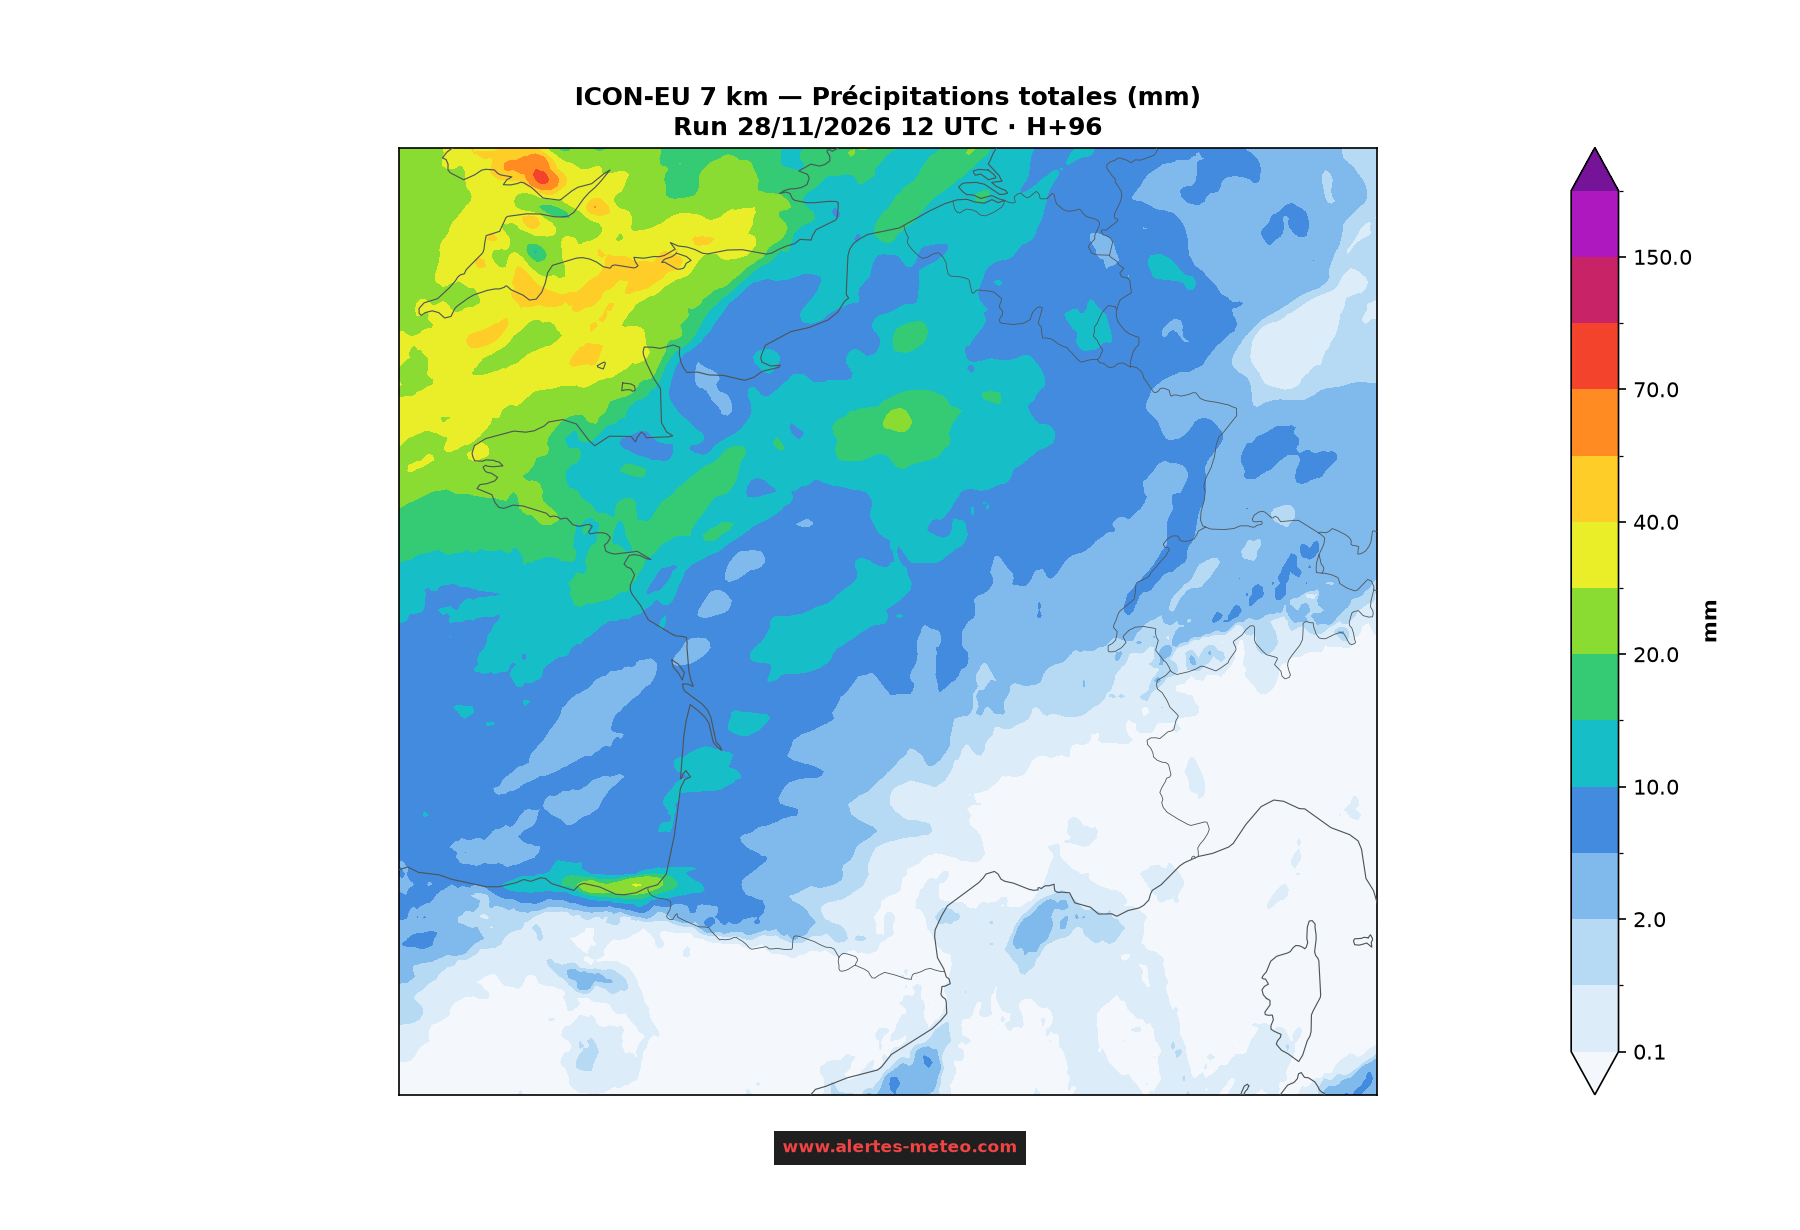 ICON-EU 7 km — Précipitations totales (mm)
Run 28/11/2026 12 UTC · H+96
150.0
70.0
40.0
20.0
10.0
2.0
0.1
mm
www.alertes-meteo.com